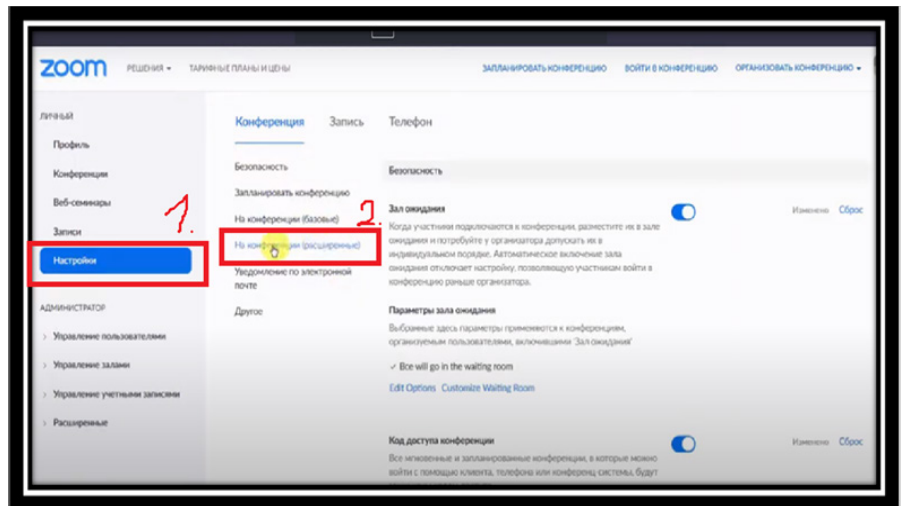 zoom РЕШЕНИЯ ТАРИФНЫЕ ПЛАНЫ И ЦЕНЫ ЗАПЛАНИРОВАТЬ КОНФЕРЕНЦИЮ ВОЙТИ В КОНФЕРЕНЦИЮ ОРГАНИЗОВАТЬ КОНФЕРЕНЦИЮ
ЛИЧНЫЙ
Профиль
Конференции
Веб-семинары
Записи
1.
Настройки
АДМИНИСТРАТОР
Управление пользователями
Управление залами
Управление учетными записями
Расширенные
Конференция Запись Телефон
Безопасность
Запланировать конференцию
На конференции (базовые)
2.
На конференции (расширенные)
Уведомление по электронной
почте
Другое
Безопасность
Зал ожидания
Изменено Сброс
Когда участники подключаются к конференции, разместите их в зале
ожидания и потребуйте у организатора допускать их в
индивидуальном порядке. Автоматическое включение зала
ожидания отключает настройку, позволяющую участникам войти в
конференцию раньше организатора.
Параметры зала ожидания
Выбранные здесь параметры применяются к конференциям,
организуемым пользователями, включившими 'Зал ожидания'
Все will go in the waiting room
Edit Options Customize Waiting Room
Код доступа конференции
Изменено Сброс
Все мгновенные и запланированные конференции, в которые можно
войти с помощью клиента, телефона или конференц-системы, будут